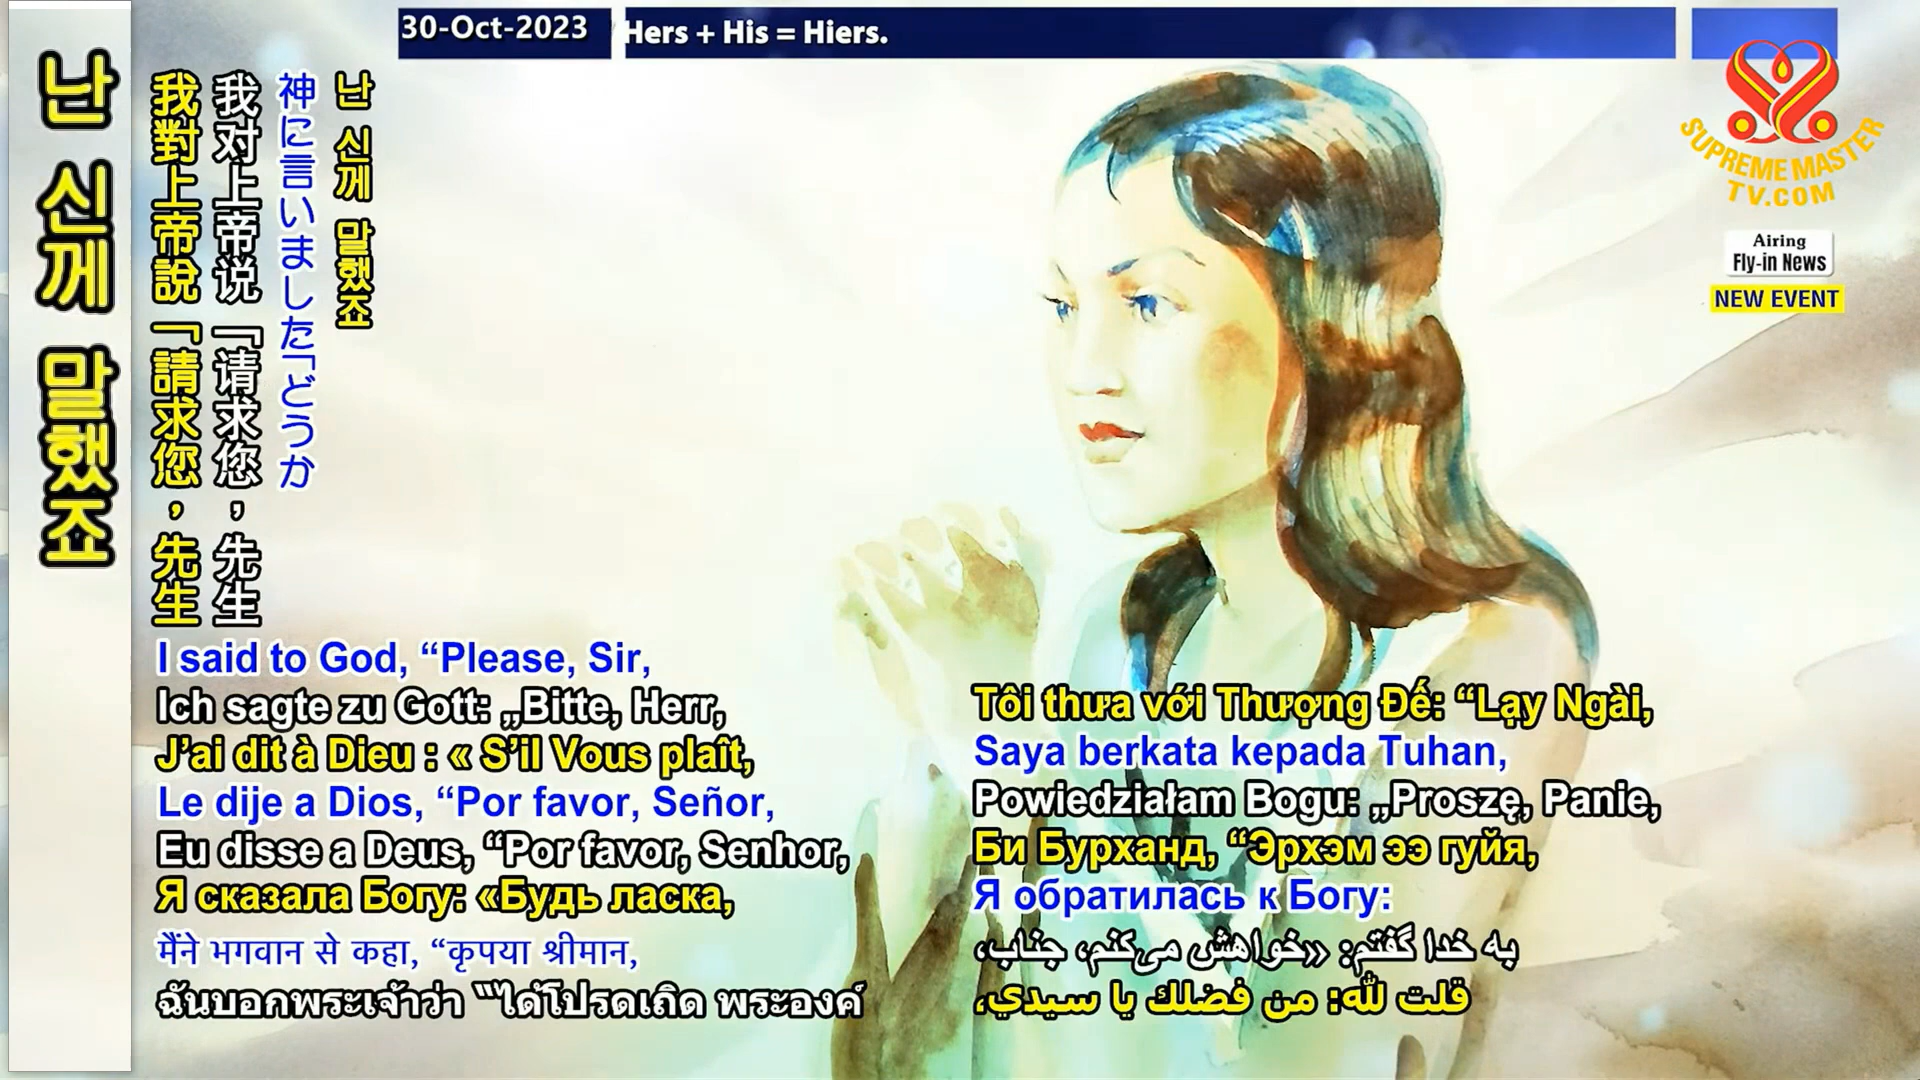 30-Oct-2023
Hers + His = Hiers.
SUPREME MASTER
TV.COM
Airing
Fly-in News
NEW EVENT
난 신께 말했죠
我對上帝說「請求您，先生
我对上帝说「请求您，先生
神に言いました「どうか
난 신께 말했죠
I said to God, “Please, Sir,
Ich sagte zu Gott: „Bitte, Herr,
J’ai dit à Dieu : « S’il Vous plaît,
Le dije a Dios, “Por favor, Señor,
Eu disse a Deus, “Por favor, Senhor,
Я сказала Богу: «Будь ласка,
मैंने भगवान से कहा, “कृपया श्रीमान,
ฉันบอกพระเจ้าว่า “ได้โปรดเถิด พระองค์
Tôi thưa với Thượng Đế: “Lạy Ngài,
Saya berkata kepada Tuhan,
Powiedziałam Bogu: „Proszę, Panie,
Би Бурханд, “Эрхэм ээ гуйя,
Я обратилась к Богу:
به خدا گفتم: «خواهش می‌کنم، جناب،
قلت لله: من فضلك يا سيدي،